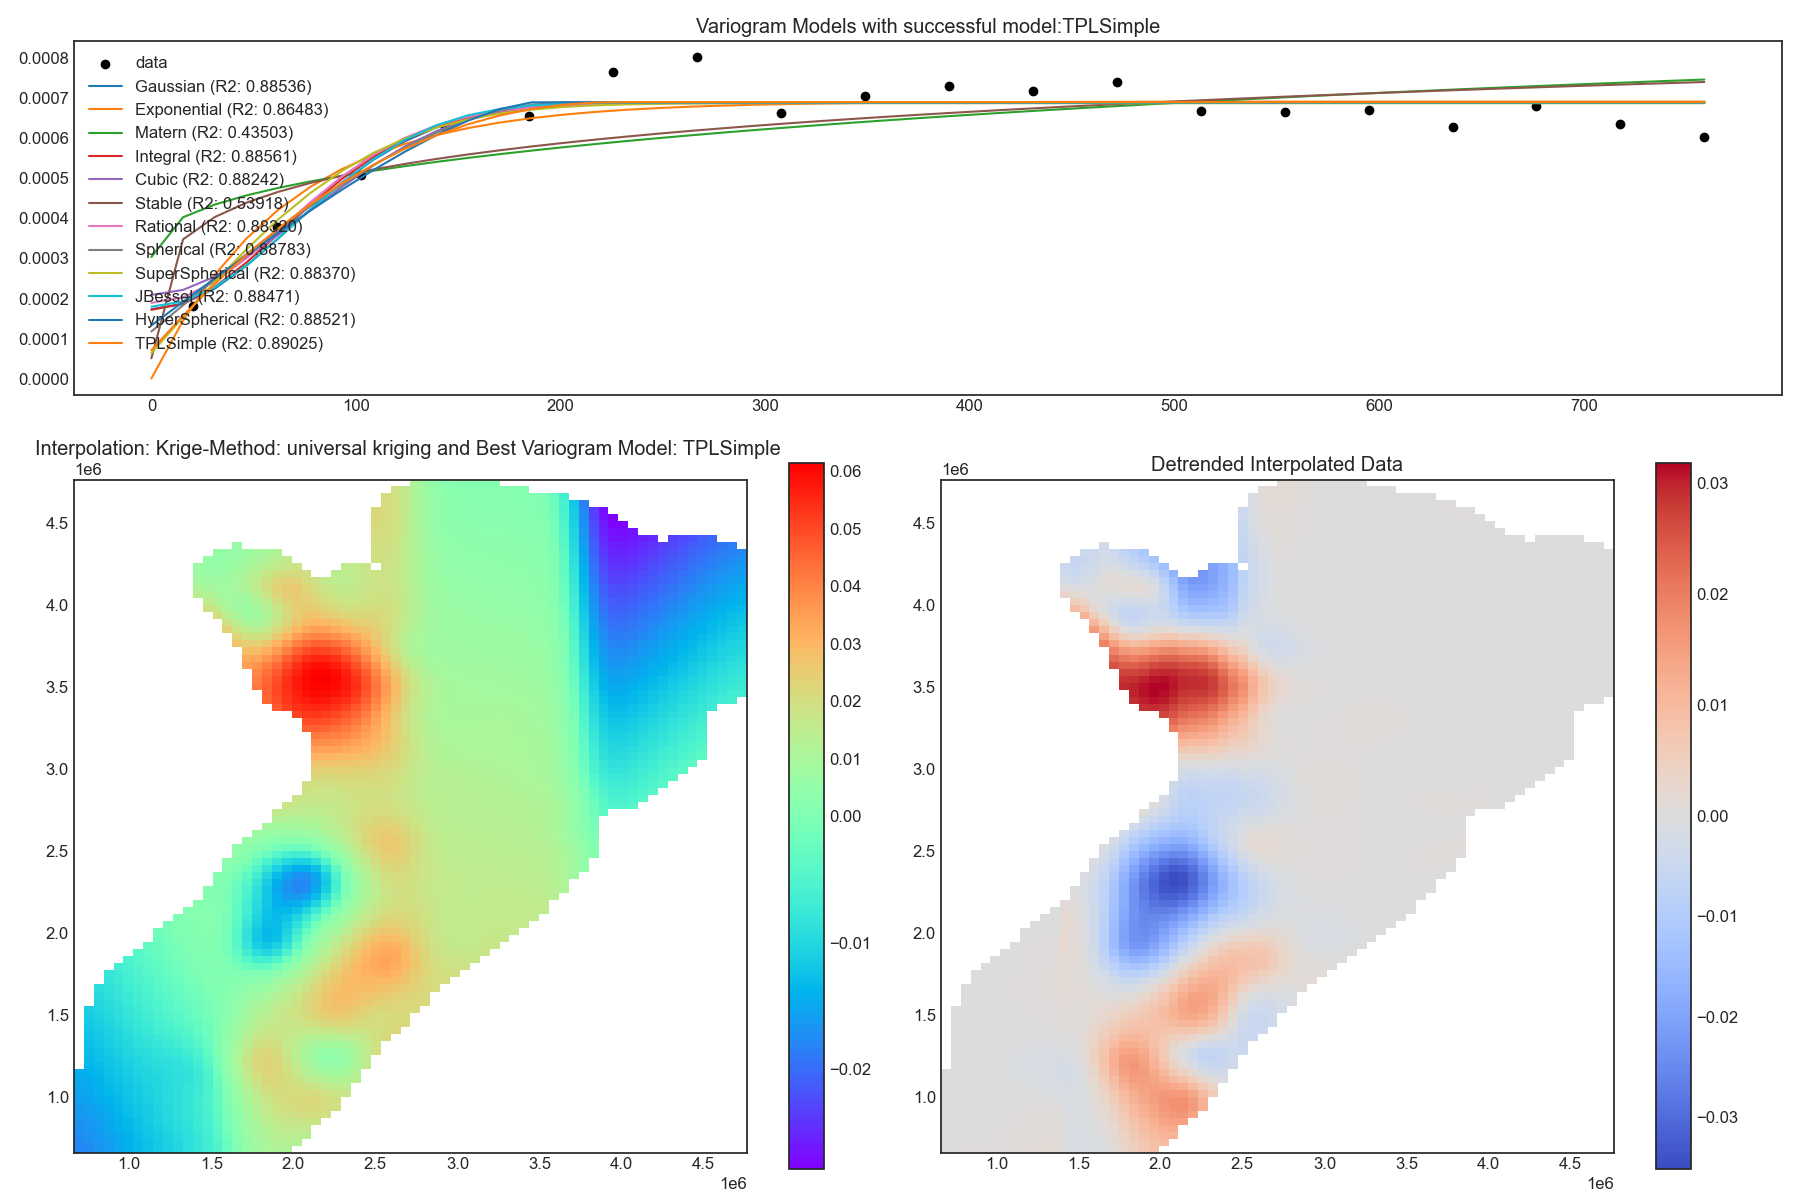 Variogram Models with successful model:TPLSimple
0.0008
0.0007
0.0006
0.0005
0.0004
0.0003
0.0002
0.0001
0.0000
data
Gaussian (R2: 0.88536)
Exponential (R2: 0.86483)
Matern (R2: 0.43503)
Integral (R2: 0.88561)
Cubic (R2: 0.88242)
Stable (R2: 0.53918)
Rational (R2: 0.88320)
Spherical (R2: 0.88783)
SuperSpherical (R2: 0.88370)
JBessel (R2: 0.88471)
HyperSpherical (R2: 0.88521)
TPLSimple (R2: 0.89025)
0 100 200 300 400 500 600 700
Interpolation: Krige-Method: universal kriging and Best Variogram Model: TPLSimple
1e6
4.5
4.0
3.5
3.0
2.5
2.0
1.5
1.0
1.0 1.5 2.0 2.5 3.0 3.5 4.0 4.5
1e6
0.06
0.05
0.04
0.03
0.02
0.01
0.00
−0.01
−0.02
Detrended Interpolated Data
1e6
4.5
4.0
3.5
3.0
2.5
2.0
1.5
1.0
1.0 1.5 2.0 2.5 3.0 3.5 4.0 4.5
1e6
0.03
0.02
0.01
0.00
−0.01
−0.02
−0.03